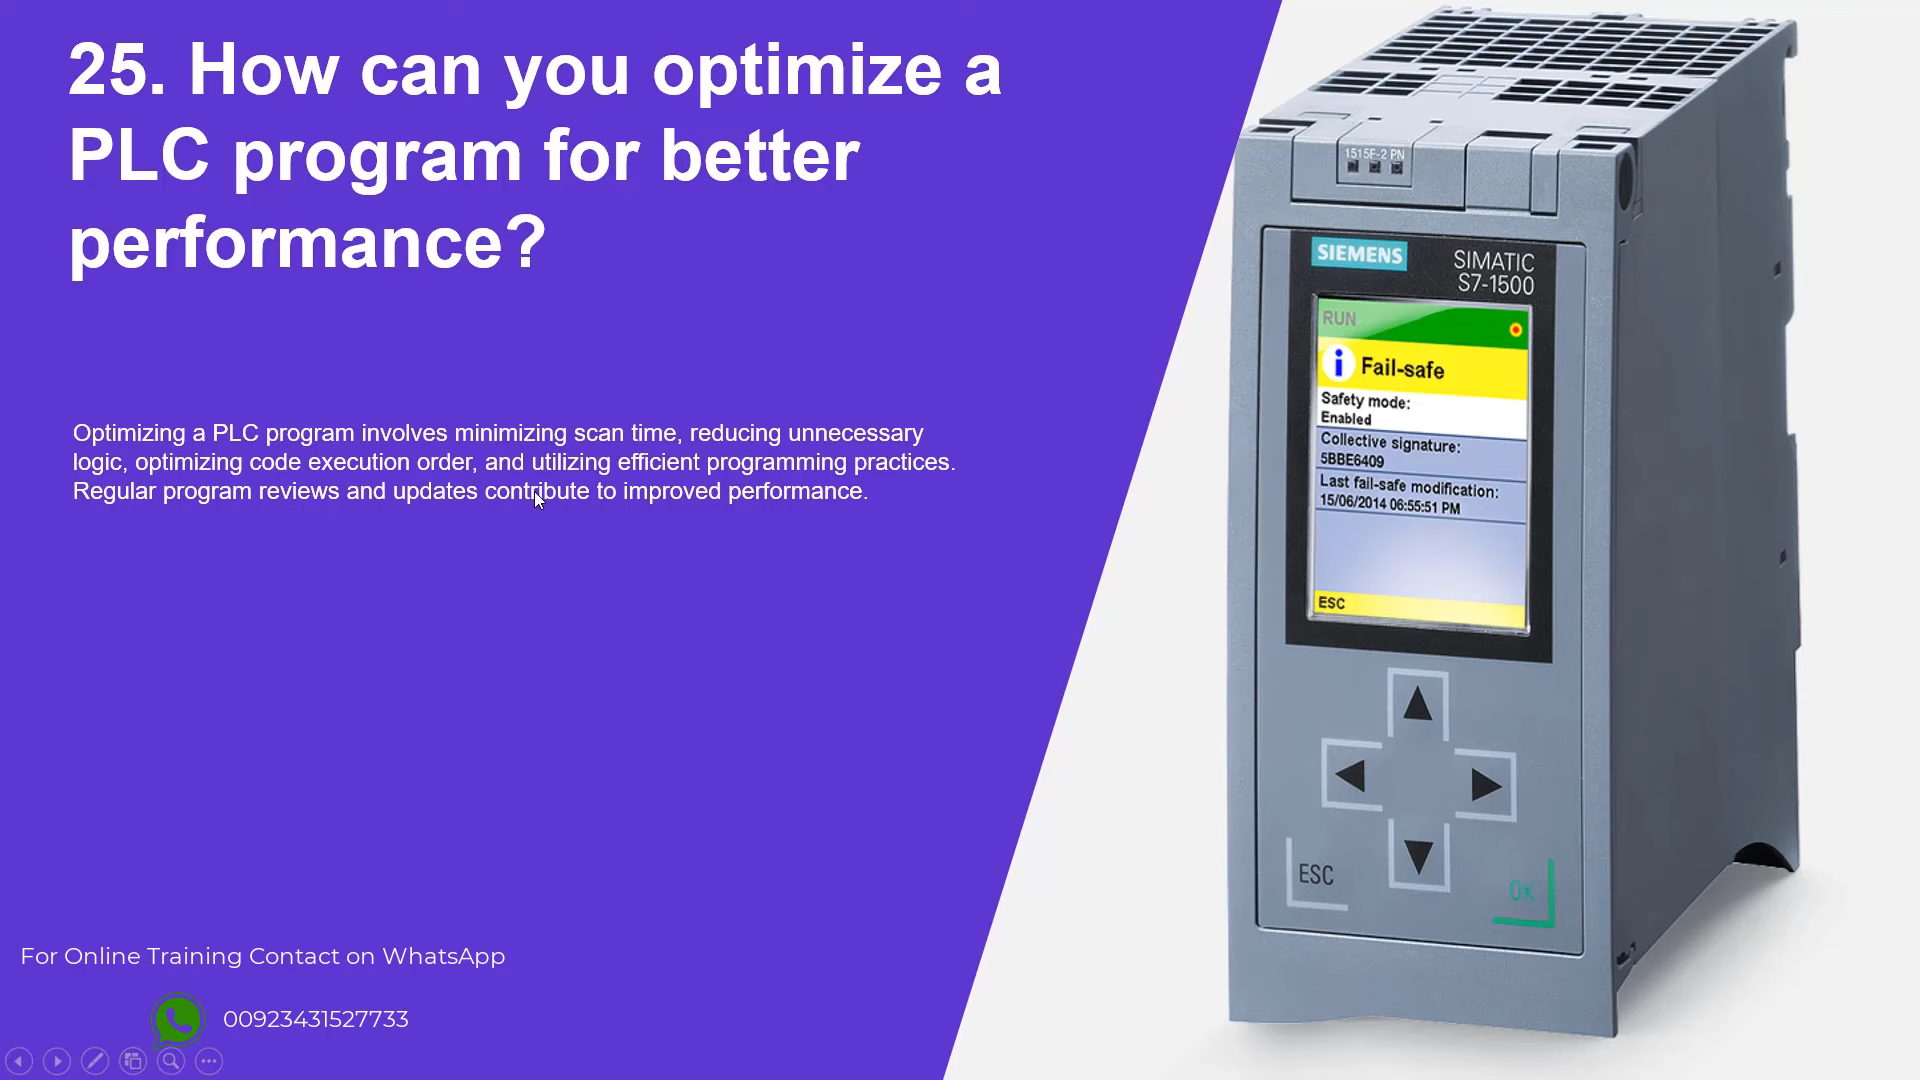 25. How can you optimize a
PLC program for better
performance?
Optimizing a PLC program involves minimizing scan time, reducing unnecessary
logic, optimizing code execution order, and utilizing efficient programming practices.
Regular program reviews and updates contribute to improved performance.
For Online Training Contact on WhatsApp
00923431527733
1515F-2 PN
SIEMENS
SIMATIC
S7-1500
RUN
Fail-safe
Safety mode:
Enabled
Collective signature:
5BBE6409
Last fail-safe modification:
15/06/2014 06:55:51 PM
ESC
ESC
OK